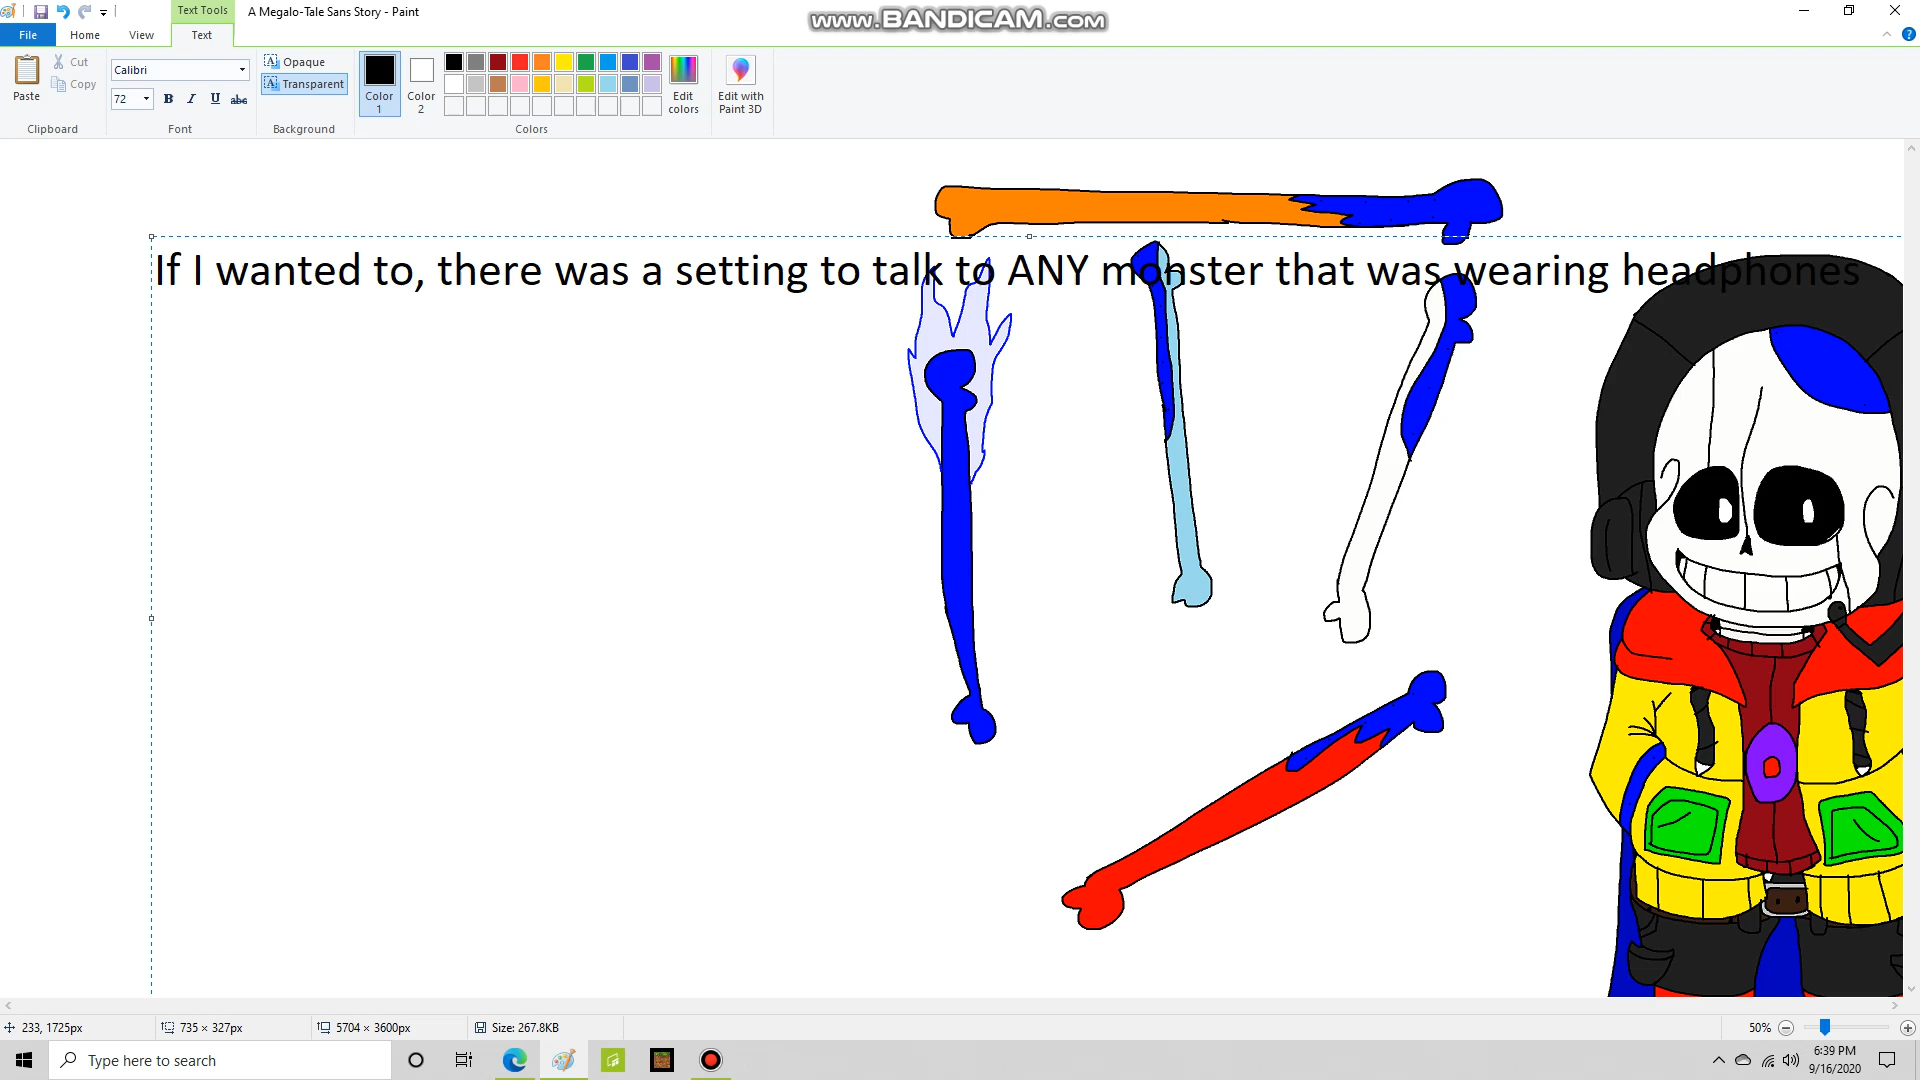 Text Tools
A Megalo-Tale Sans Story - Paint
www.BANDICAM.com
File
Home
View
Text
Paste
Cut
Copy
Clipboard
Calibri
72
B I U abc
Font
Opaque
Transparent
Background
Color 1
Color 2
Edit colors
Colors
Edit with Paint 3D
If I wanted to, there was a setting to talk to ANY monster that was wearing headphones
233, 1725px
735 × 327px
5704 × 3600px
Size: 267.8KB
50%
Type here to search
6:39 PM
9/16/2020